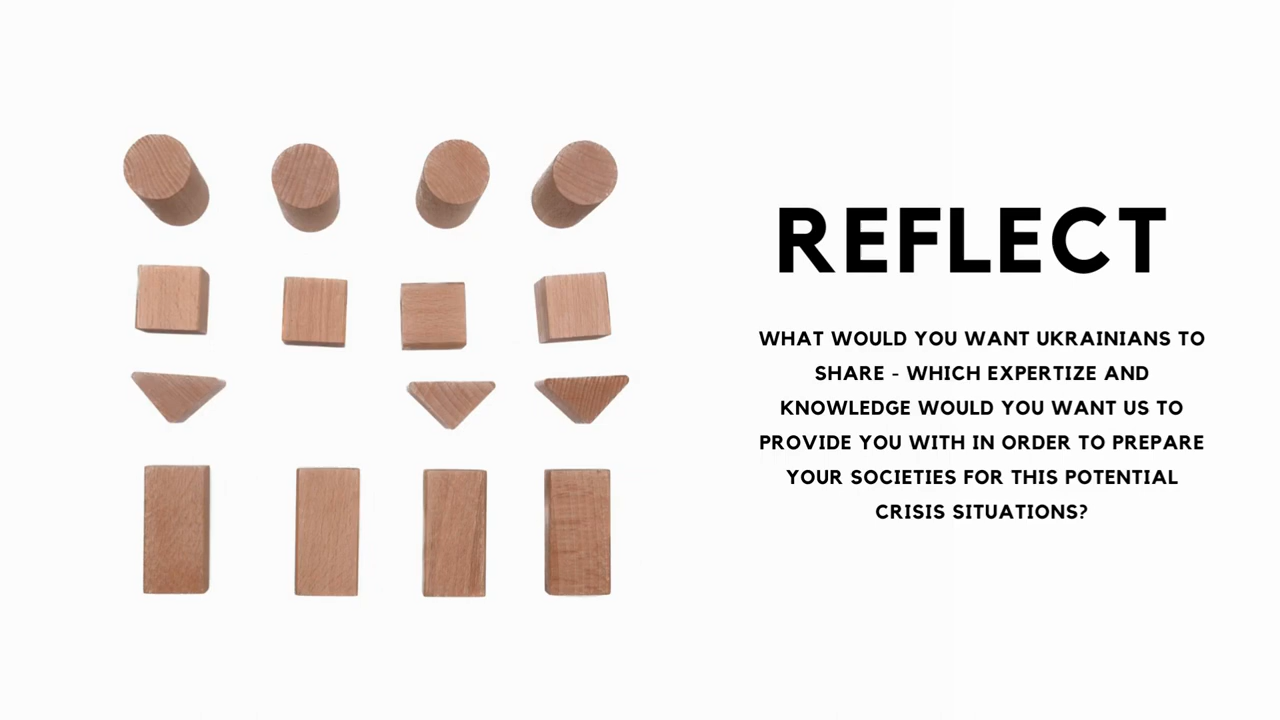 REFLECT
WHAT WOULD YOU WANT UKRAINIANS TO
SHARE - WHICH EXPERTIZE AND
KNOWLEDGE WOULD YOU WANT US TO
PROVIDE YOU WITH IN ORDER TO PREPARE
YOUR SOCIETIES FOR THIS POTENTIAL
CRISIS SITUATIONS?